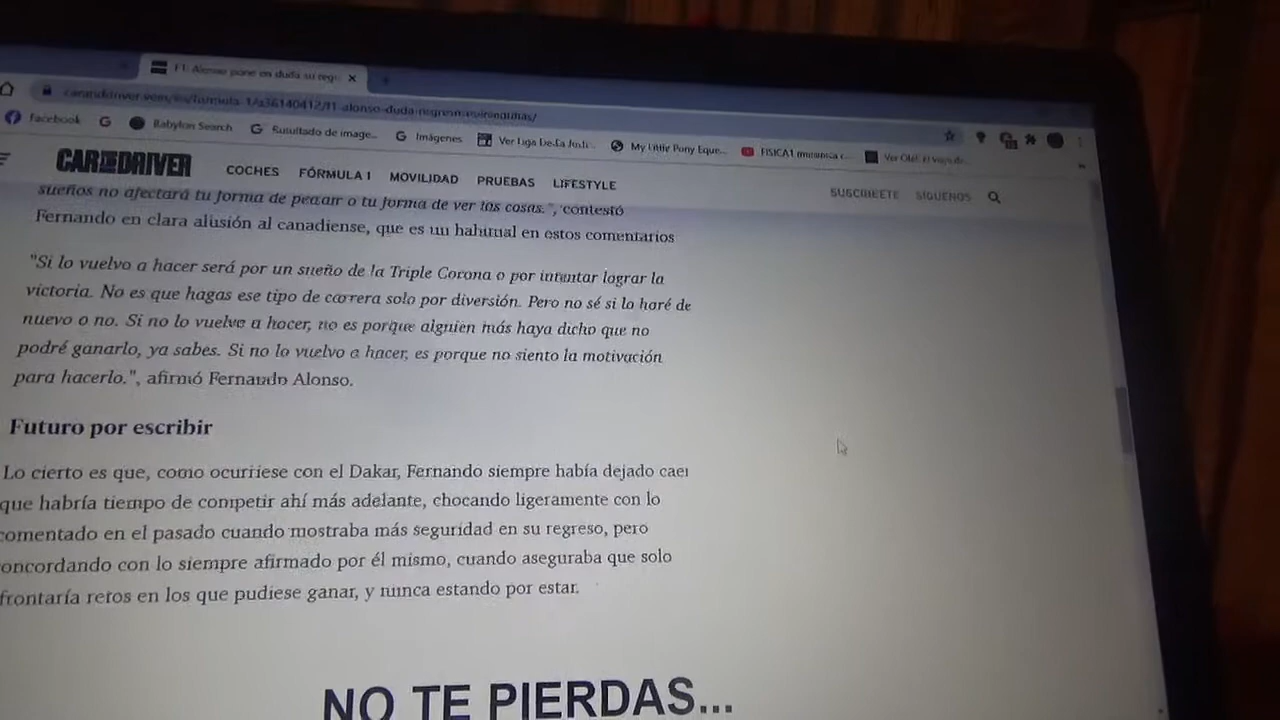 F1: Alonso pone en duda su regr
Facebook
Babylon Search
Resultado de image...
Imágenes
Ver Liga De La Justi...
My Little Pony Eque...
FISICA1
CAR AND DRIVER
COCHES
FÓRMULA 1
MOVILIDAD
PRUEBAS
LIFESTYLE
SUSCRÍBETE
SÍGUENOS
sueños no afectará tu forma de pensar o tu forma de ver las cosas.", contestó
Fernando en clara alusión al canadiense, que es un habitual en estos comentarios
"Si lo vuelvo a hacer será por un sueño de la Triple Corona o por intentar lograr la
victoria. No es que hagas ese tipo de carrera solo por diversión. Pero no sé si lo haré de
nuevo o no. Si no lo vuelvo a hacer, no es porque alguien más haya dicho que no
podré ganarlo, ya sabes. Si no lo vuelvo a hacer, es porque no siento la motivación
para hacerlo.", afirmó Fernando Alonso.
Futuro por escribir
Lo cierto es que, como ocurriese con el Dakar, Fernando siempre había dejado caer
que habría tiempo de competir ahí más adelante, chocando ligeramente con lo
comentado en el pasado cuando mostraba más seguridad en su regreso, pero
oncordando con lo siempre afirmado por él mismo, cuando aseguraba que solo
frontaría retos en los que pudiese ganar, y nunca estando por estar.
NO TE PIERDAS...